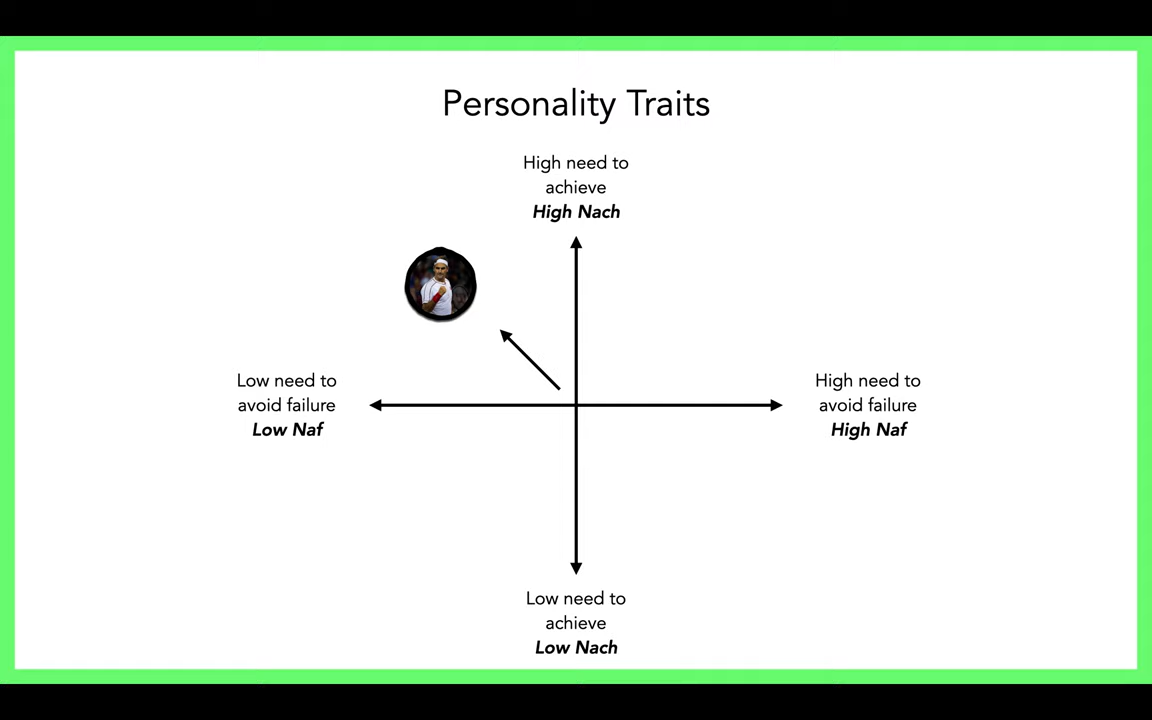 Personality Traits
High need to
achieve
High Nach
Low need to
avoid failure
Low Naf
High need to
avoid failure
High Naf
Low need to
achieve
Low Nach